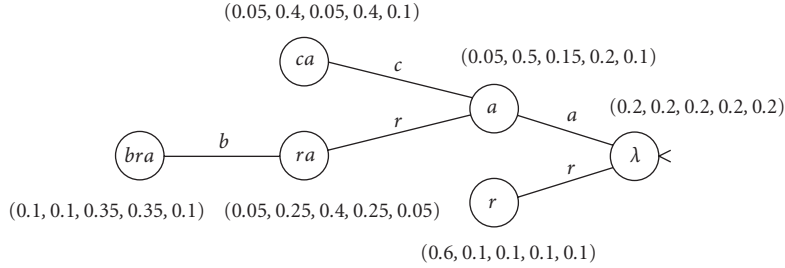 (0.05, 0.4, 0.05, 0.4, 0.1)
ca
c
(0.05, 0.5, 0.15, 0.2, 0.1)
a
a
(0.2, 0.2, 0.2, 0.2, 0.2)
r
bra
b
ra
λ
r
r
(0.1, 0.1, 0.35, 0.35, 0.1)
(0.05, 0.25, 0.4, 0.25, 0.05)
(0.6, 0.1, 0.1, 0.1, 0.1)